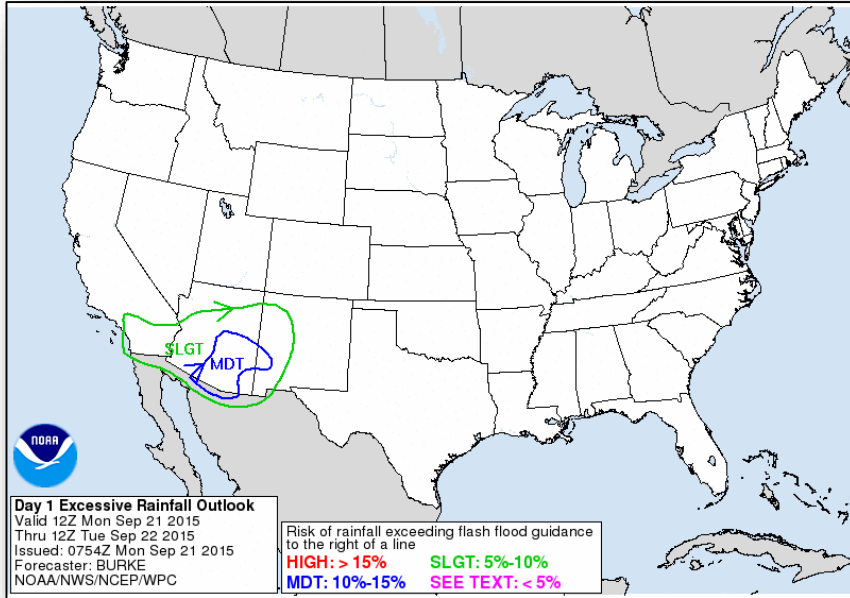 SLGT
MDT
NOAA
Day 1 Excessive Rainfall Outlook
Valid 12Z Mon Sep 21 2015
Thru 12Z Tue Sep 22 2015
Issued: 0754Z Mon Sep 21 2015
Forecaster: BURKE
NOAA/NWS/NCEP/WPC
Risk of rainfall exceeding flash flood guidance
to the right of a line
HIGH: > 15% SLGT: 5%-10%
MDT: 10%-15% SEE TEXT: < 5%